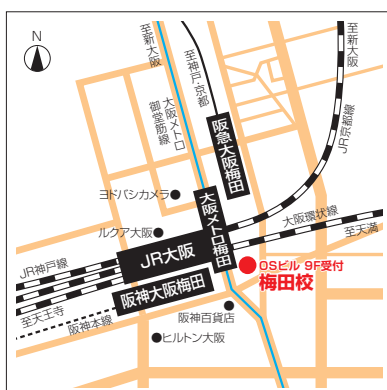 N
至新大阪
至神戸・京都
至新大阪
大阪メトロ
御堂筋線
阪急大阪梅田
JR京都線
ヨドバシカメラ
大阪メトロ梅田
ルクア大阪
大阪環状線
至天満
JR大阪
JR神戸線
OSビル 9F受付
梅田校
阪神大阪梅田
至天王寺
阪神本線
阪神百貨店
ヒルトン大阪